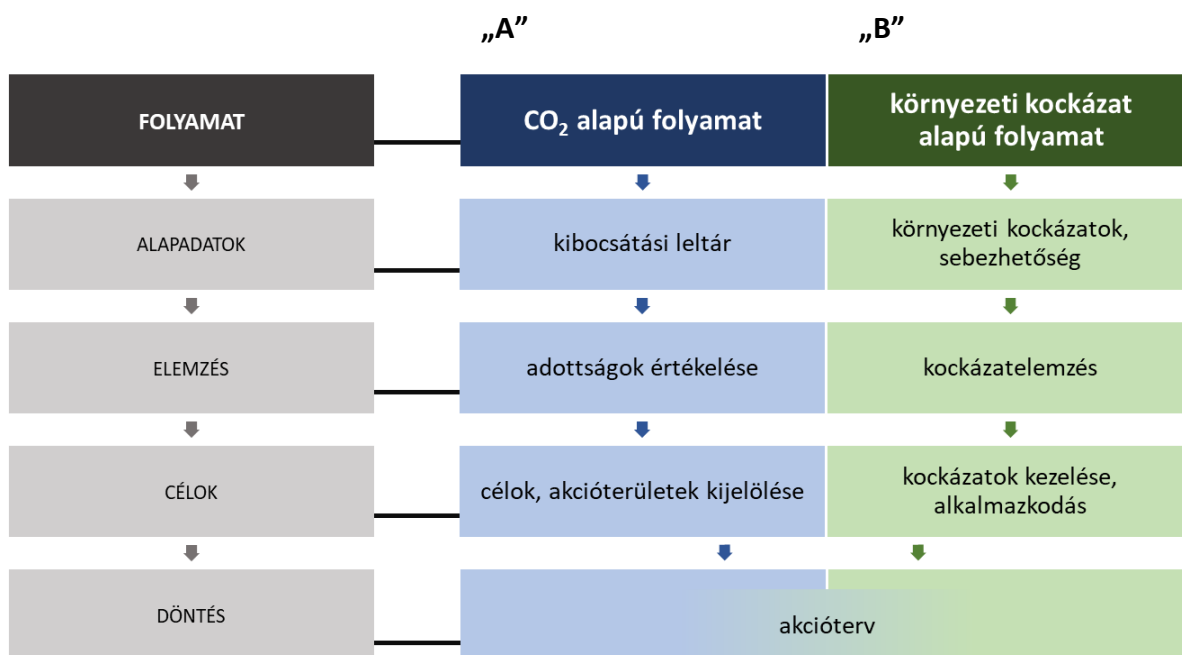 „A”
„B”
FOLYAMAT
CO₂ alapú folyamat
környezeti kockázat
alapú folyamat
ALAPADATOK
kibocsátási leltár
környezeti kockázatok,
sebezhetőség
ELEMZÉS
adottságok értékelése
kockázatelemzés
CÉLOK
célok, akcióterületek kijelölése
kockázatok kezelése,
alkalmazkodás
DÖNTÉS
akcióterv